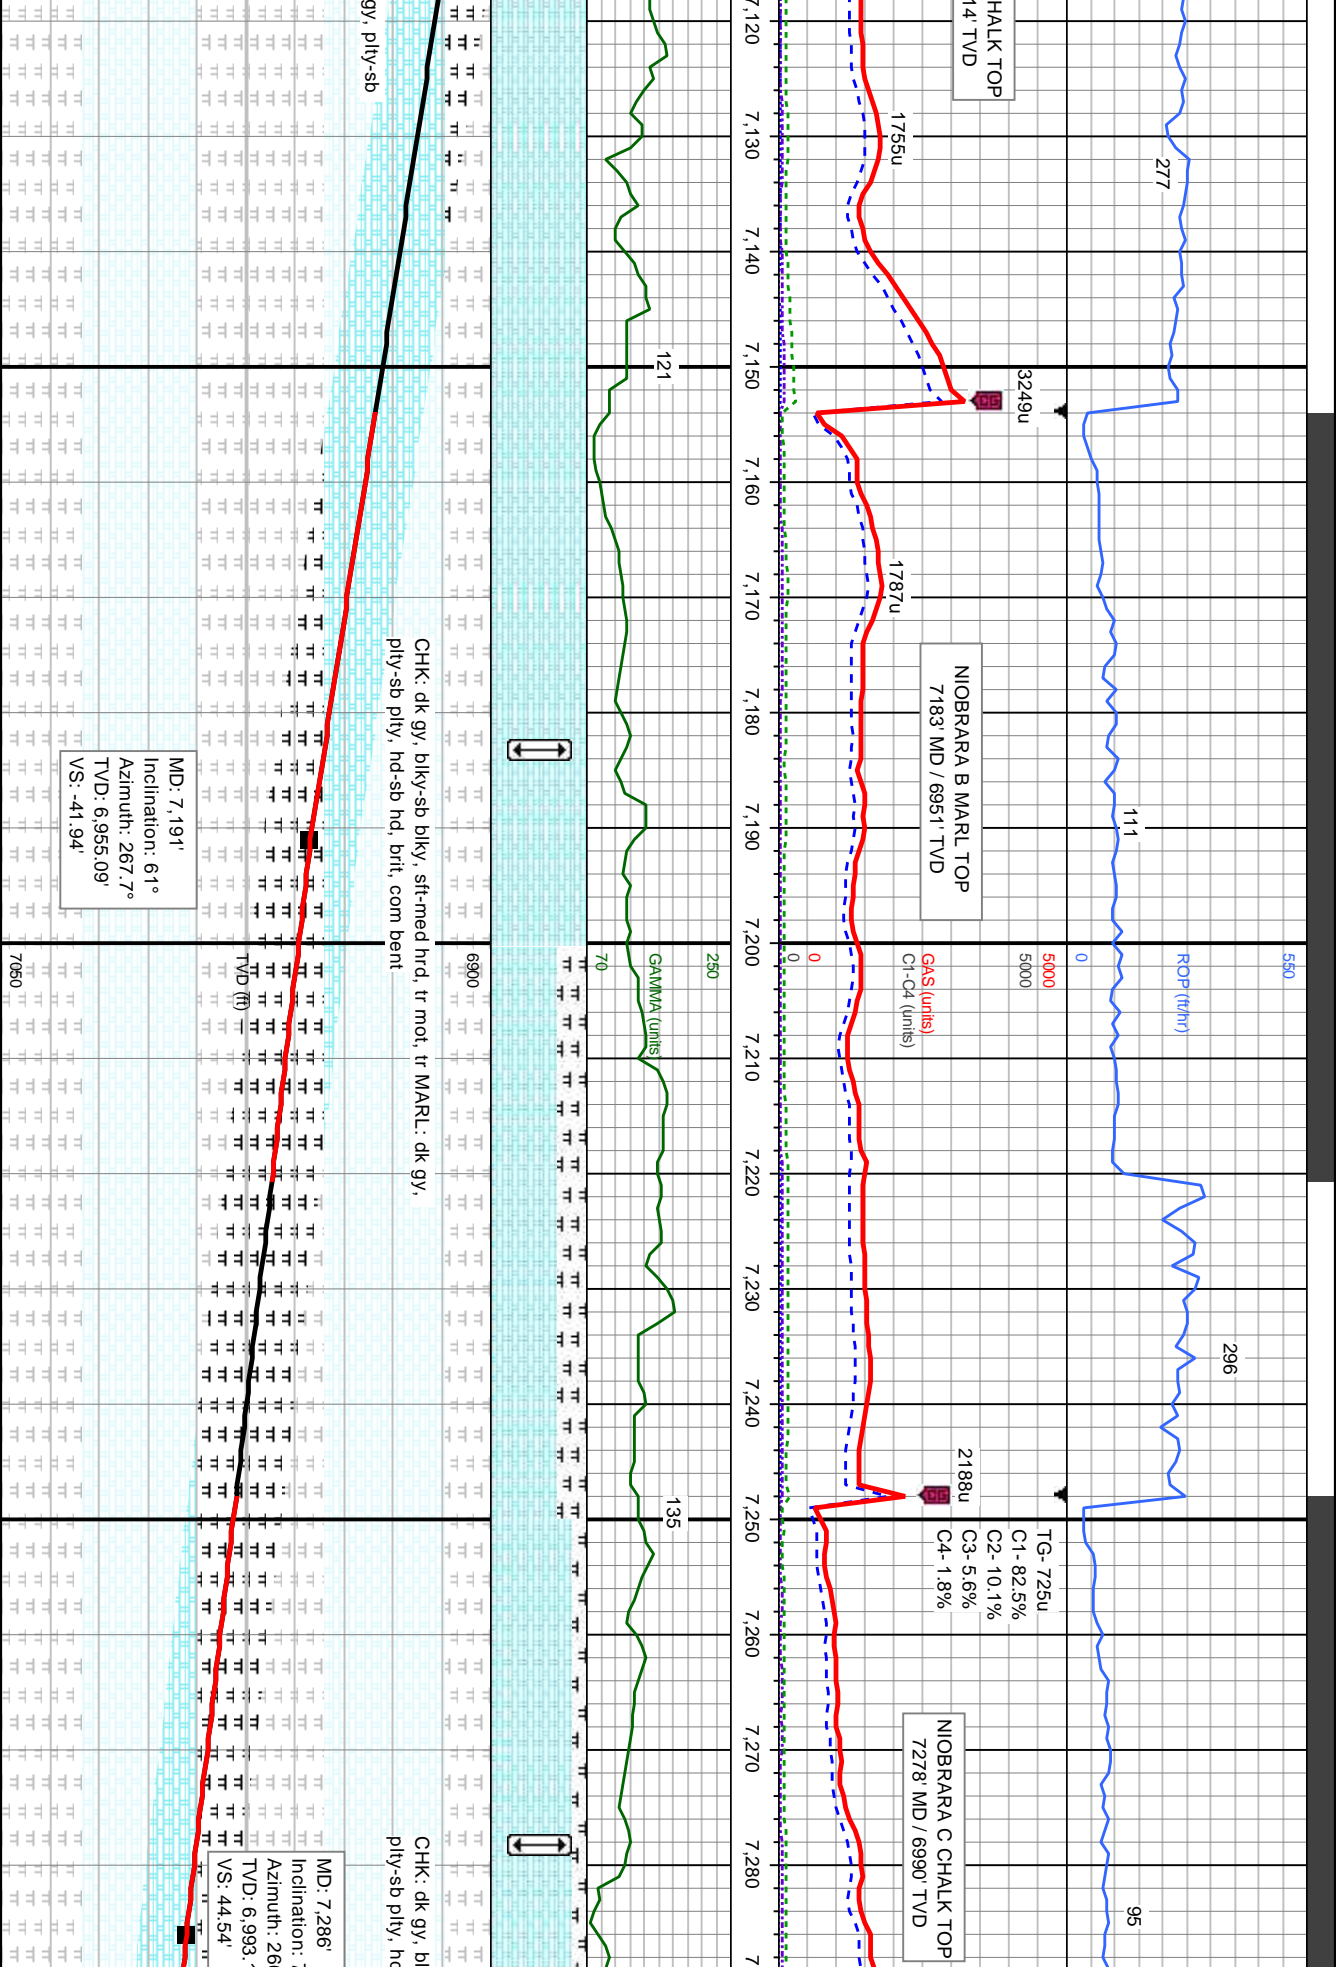 HALK TOP
14' TVD
gy, plty-sb
1755u
277
3249u
121
1787u
NIOBRARA B MARL TOP
7183' MD / 6951' TVD
111
CHK: dk gy, blky-sb blky, sft-med hrd, tr mot, tr MARL: dk gy,
plty-sb plty, hd-sb hd, brit, com bent
MD: 7,191'
Inclination: 61°
Azimuth: 267.7°
TVD: 6,955.09'
VS: -41.94'
550
ROP (ft/hr)
0
5000
5000
GAS (units)
C1-C4 (units)
0
0
250
GAMMA (units)
70
6900
TVD (ft)
7050
296
2188u
135
TG- 725u
C1- 82.5%
C2- 10.1%
C3- 5.6%
C4- 1.8%
NIOBRARA C CHALK TOP
7278' MD / 6990' TVD
95
CHK: dk gy, bl
plty-sb plty, hd
MD: 7,286'
Inclination:
Azimuth: 26
TVD: 6,993.
VS: 44.54'
7,120
7,130
7,140
7,150
7,160
7,170
7,180
7,190
7,200
7,210
7,220
7,230
7,240
7,250
7,260
7,270
7,280